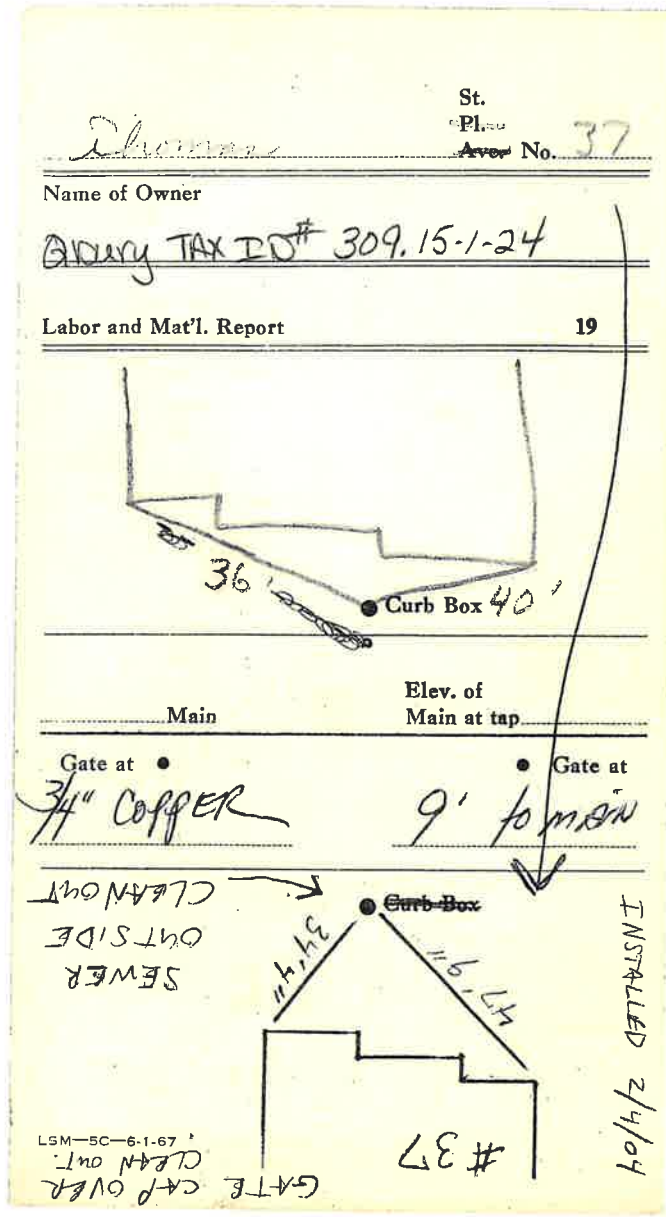 St.
Pl.
Ave. No. 37
Thomas
Name of Owner
TAX ID# 309.15-1-24
Labor and Mat'l. Report 19
36'
Curb Box 40'
Elev. of
Main Main at tap
Gate at Gate at
3/4" COPPER 9' to main
CLEAN OUT
OUTSIDE
SEWER
Curb Box
34'4"
47'9"
INSTALLED 2/4/04
#37
LSM—5C—6-1-67
GATE CAP OVER
CLEAN OUT.